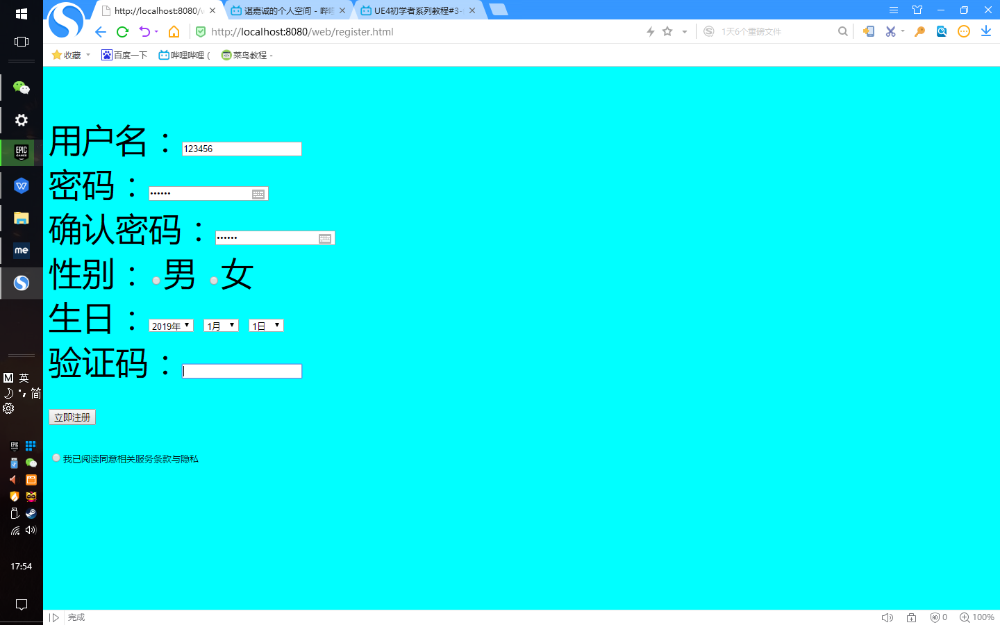 http://localhost:8080/w
谌嘉诚的个人空间 - 哔哩
UE4初学者系列教程#3-
http://localhost:8080/web/register.html
1天6个重磅文件
收藏
百度一下
哔哩哔哩 (
菜鸟教程 -
EPIC
GAMES
me
用户名：123456
密码：••••••
确认密码：••••••
性别：男 女
生日：2019年 1月 1日
验证码：
立即注册
我已阅读同意相关服务条款与隐私
M 英
简
EPIC
17:54
完成
0
100%